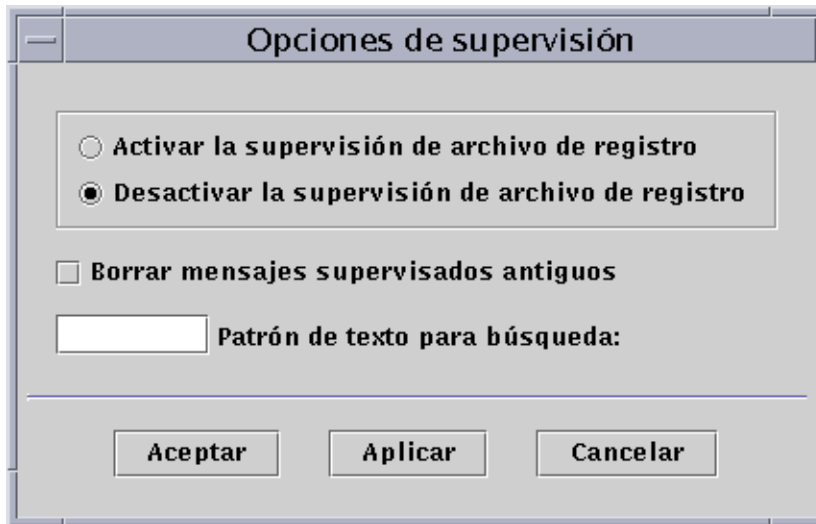 Opciones de supervisión
Activar la supervisión de archivo de registro
Desactivar la supervisión de archivo de registro
Borrar mensajes supervisados antiguos
Patrón de texto para búsqueda:
Aceptar Aplicar Cancelar